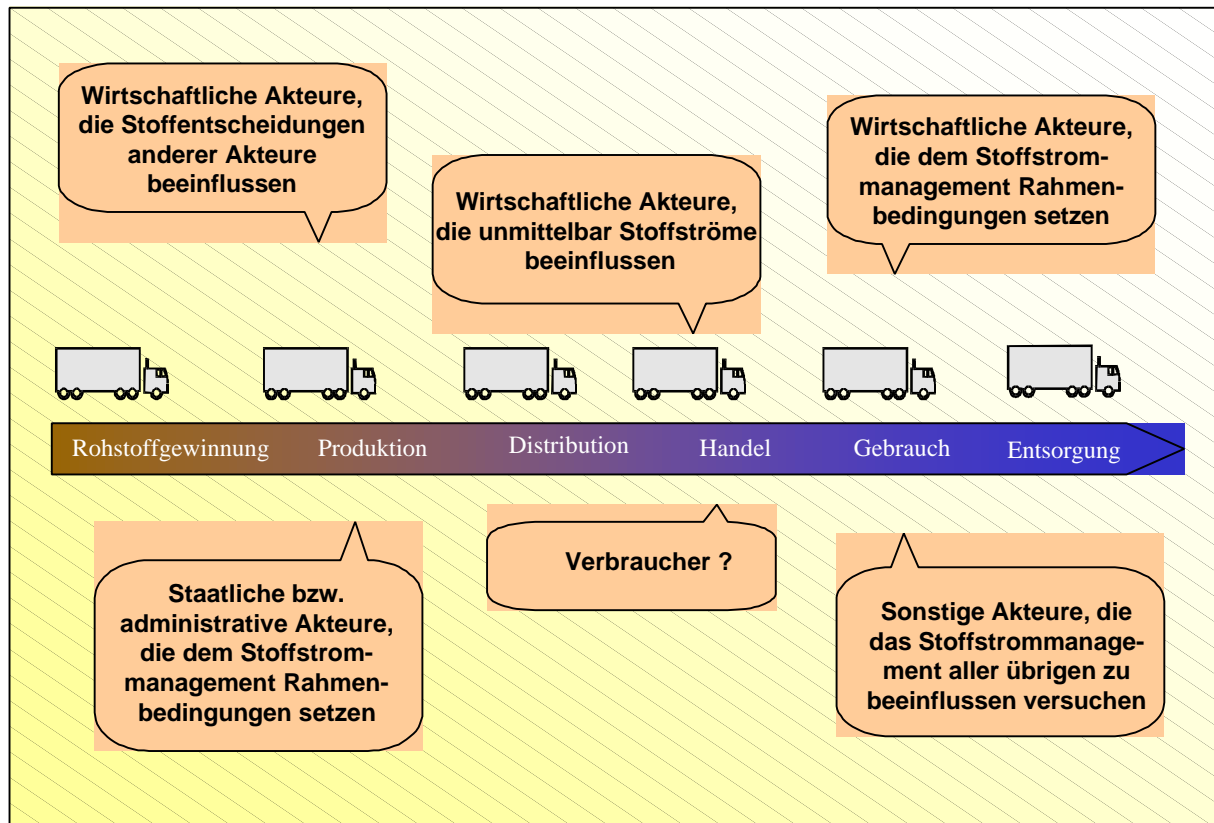 Wirtschaftliche Akteure,
die Stoffentscheidungen
anderer Akteure
beeinflussen
Wirtschaftliche Akteure,
die unmittelbar Stoffströme
beeinflussen
Wirtschaftliche Akteure,
die dem Stoffstrom-
management Rahmen-
bedingungen setzen
Rohstoffgewinnung Produktion Distribution Handel Gebrauch Entsorgung
Staatliche bzw.
administrative Akteure,
die dem Stoffstrom-
management Rahmen-
bedingungen setzen
Verbraucher ?
Sonstige Akteure, die
das Stoffstrommanage-
ment aller übrigen zu
beeinflussen versuchen